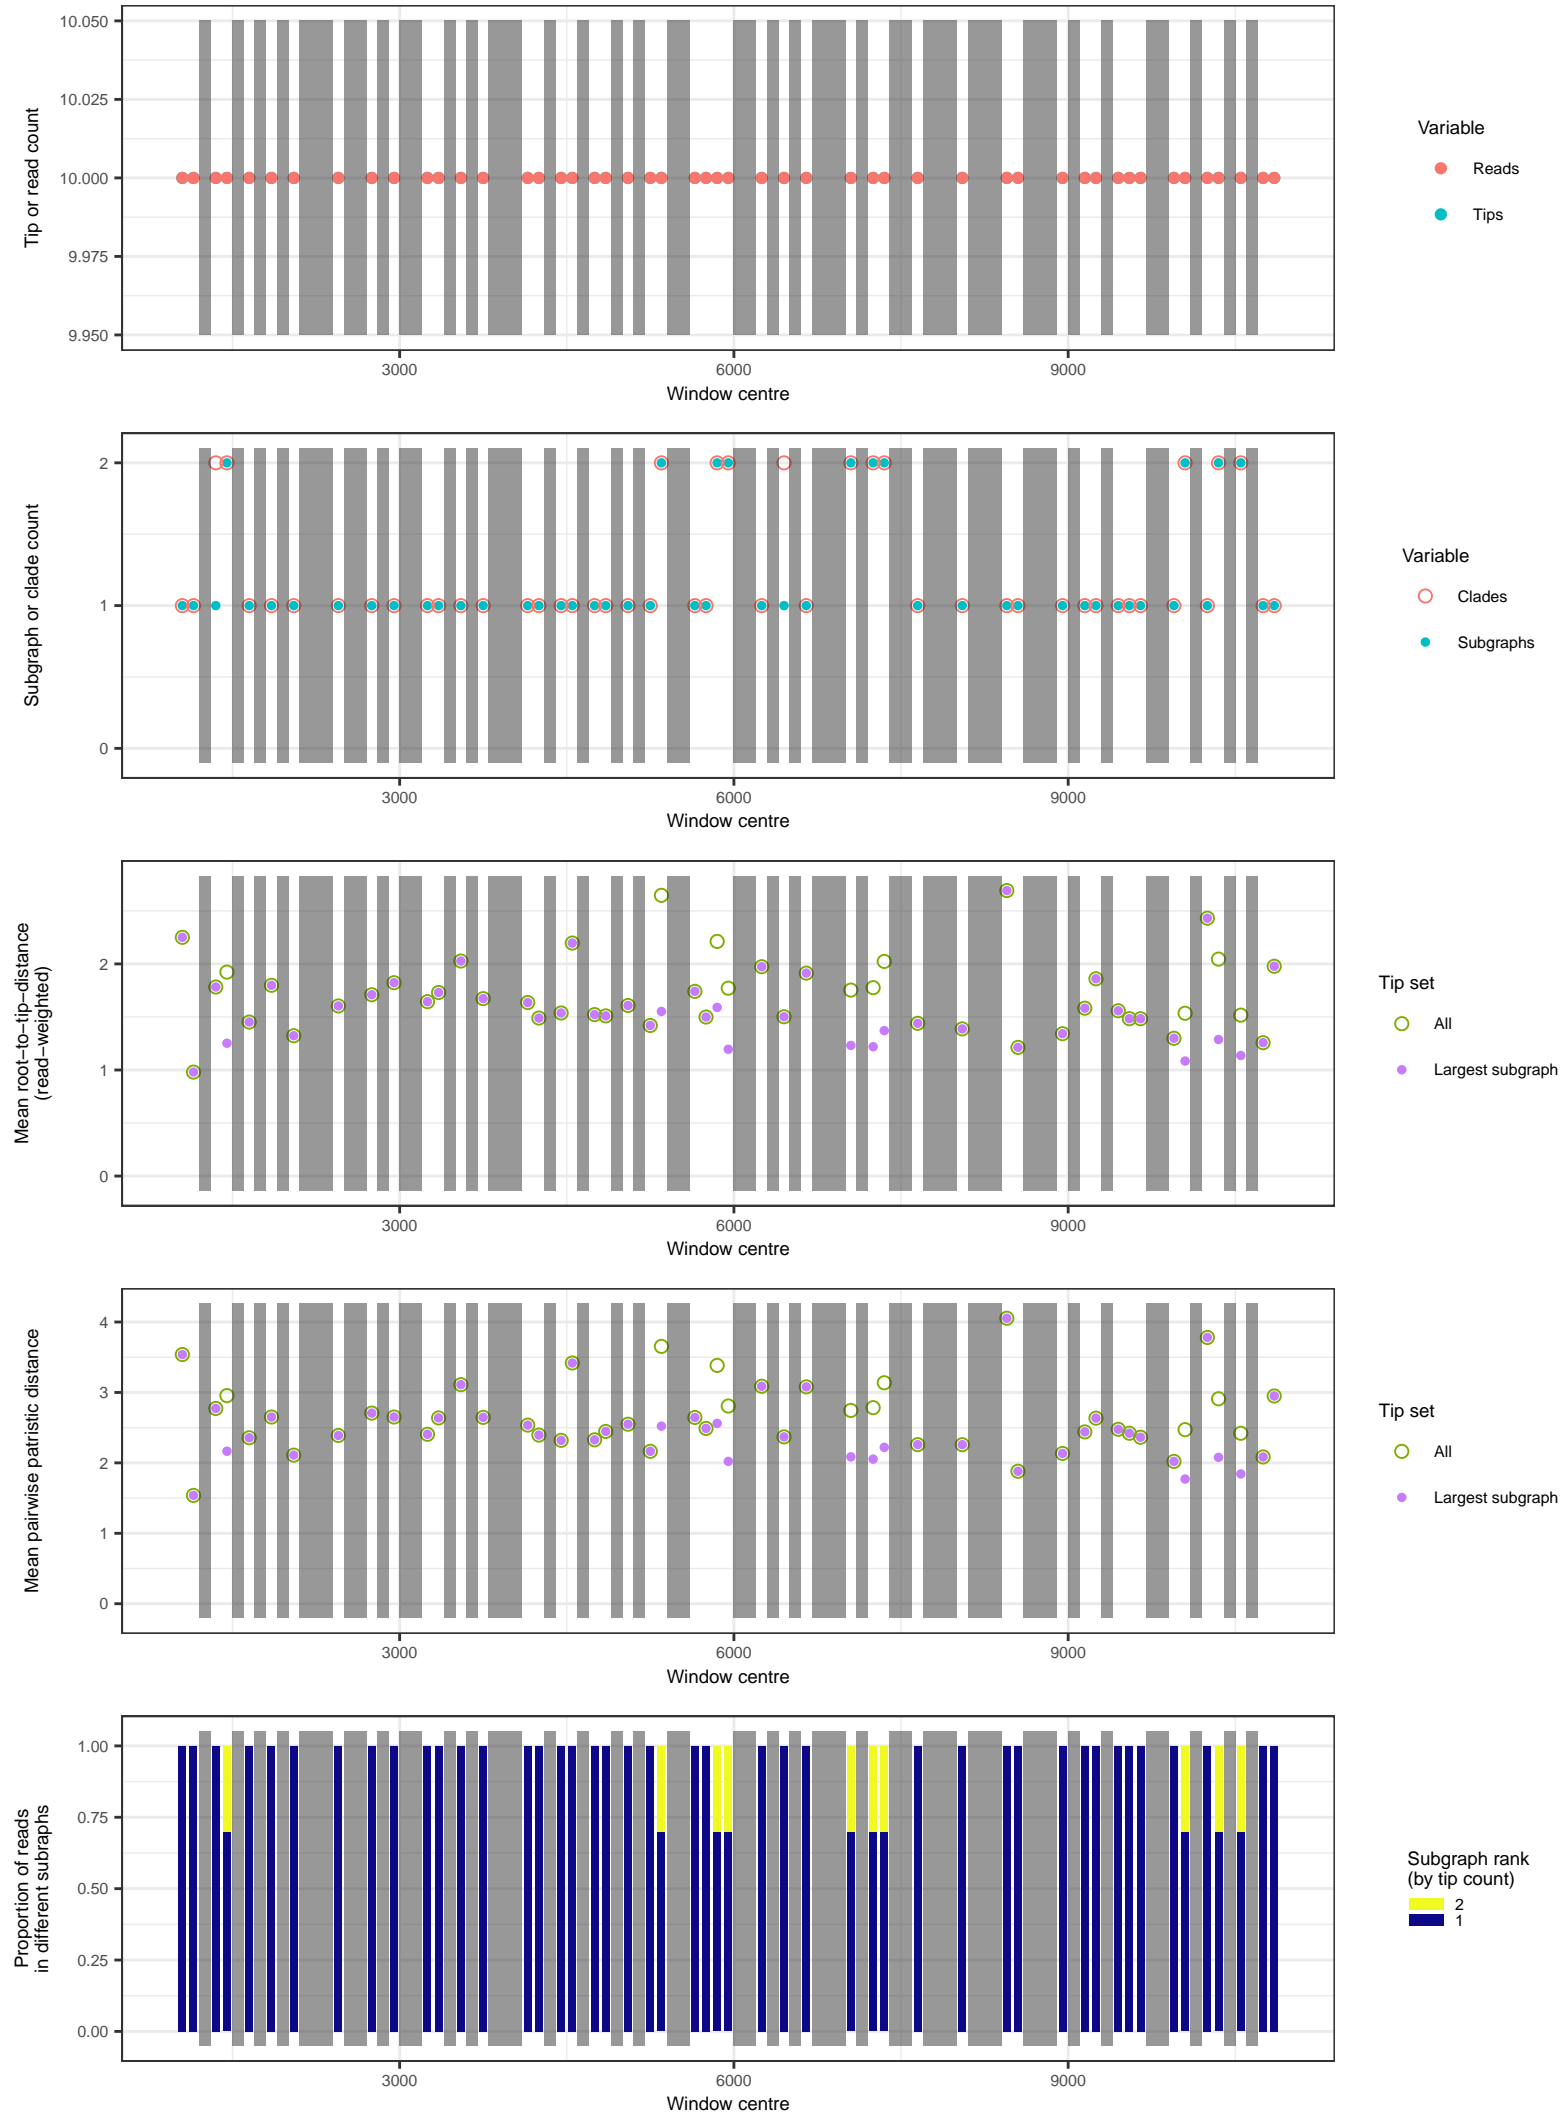 10.050
10.025
10.000
9.975
9.950
Tip or read count
3000 6000 9000
Window centre
Variable
Reads
Tips
2
1
0
Subgraph or clade count
3000 6000 9000
Window centre
Variable
Clades
Subgraphs
2
1
0
Mean root−to−tip−distance
(read−weighted)
3000 6000 9000
Window centre
Tip set
All
Largest subgraph
4
3
2
1
0
Mean pairwise patristic distance
3000 6000 9000
Window centre
Tip set
All
Largest subgraph
1.00
0.75
0.50
0.25
0.00
Proportion of reads
in different subraphs
3000 6000 9000
Window centre
Subgraph rank
(by tip count)
2
1